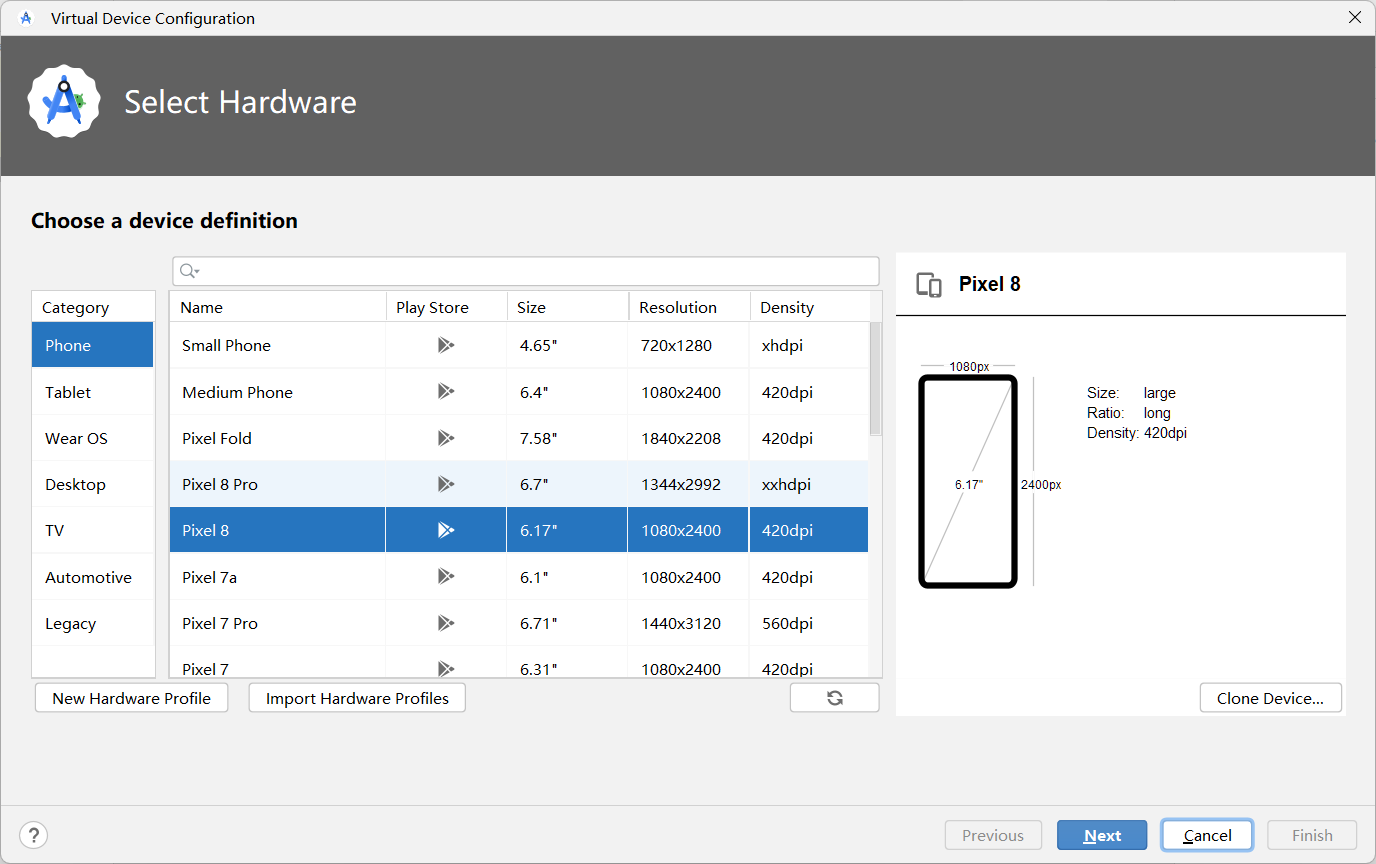 Virtual Device Configuration
Select Hardware
Choose a device definition
Category
Phone
Tablet
Wear OS
Desktop
TV
Automotive
Legacy
Name Play Store Size Resolution Density
Small Phone 4.65" 720x1280 xhdpi
Medium Phone 6.4" 1080x2400 420dpi
Pixel Fold 7.58" 1840x2208 420dpi
Pixel 8 Pro 6.7" 1344x2992 xxhdpi
Pixel 8 6.17" 1080x2400 420dpi
Pixel 7a 6.1" 1080x2400 420dpi
Pixel 7 Pro 6.71" 1440x3120 560dpi
Pixel 7 6.31" 1080x2400 420dpi
New Hardware Profile Import Hardware Profiles
Pixel 8
1080px
6.17"
2400px
Size: large
Ratio: long
Density: 420dpi
Clone Device...
? Previous Next Cancel Finish